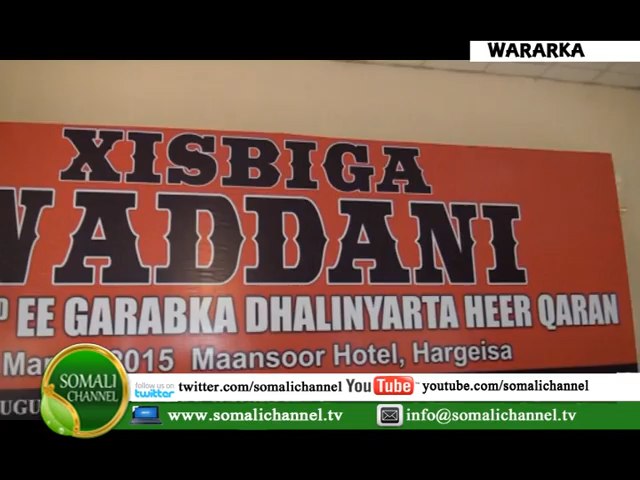 WARARKA
XISBIGA
WADDANI
EE GARABKA DHALINYARTA HEER QARAN
2015 Maansoor Hotel, Hargeisa
SOMALI
CHANNEL
follow us on
twitter
twitter.com/somalichannel
YouTube
youtube.com/somalichannel
www.somalichannel.tv
info@somalichannel.tv